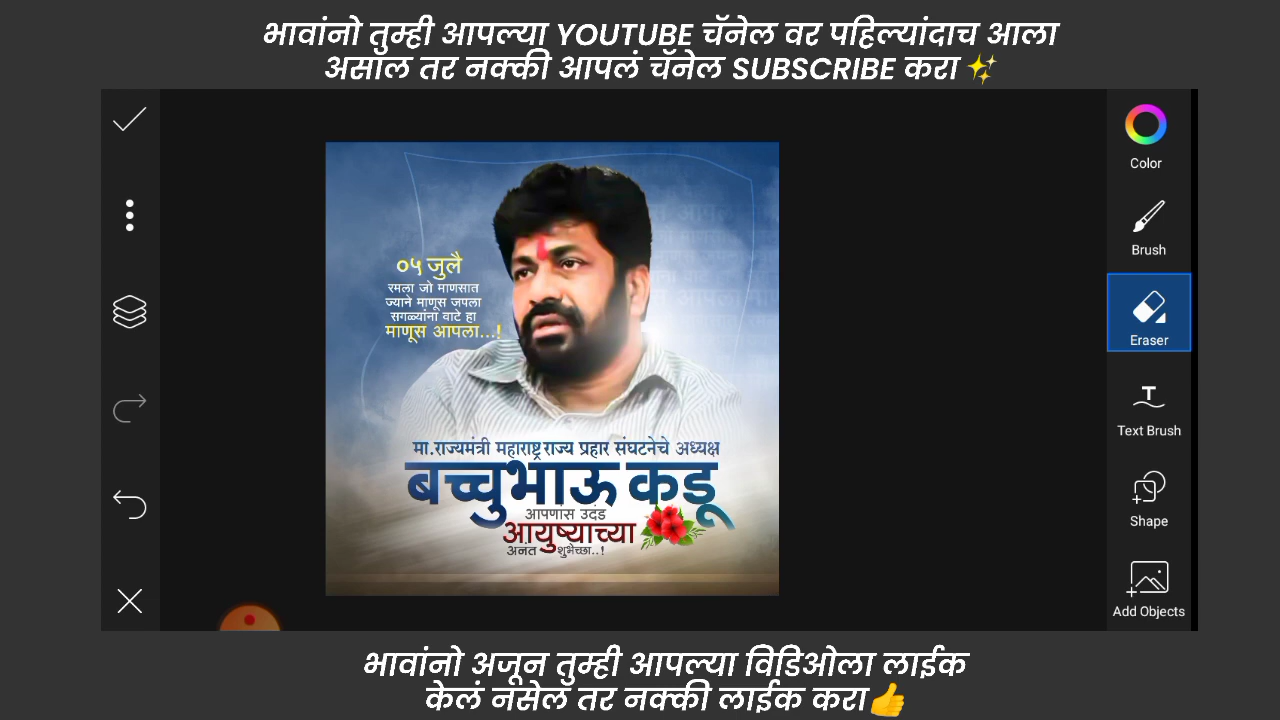 भावांनो तुम्ही आपल्या YOUTUBE चॅनेल वर पहिल्यांदाच आला
असाल तर नक्की आपलं चॅनेल SUBSCRIBE करा ✨
Color
Brush
Eraser
Text Brush
Shape
Add Objects
०५ जुलै
रमला जो माणसात
ज्याने माणूस जपला
सगळ्यांना वाटे हा
माणूस आपला...!
मा.राज्यमंत्री महाराष्ट्र राज्य प्रहार संघटनेचे अध्यक्ष
बच्चुभाऊ कडू
आपणास उदंड
आयुष्याच्या
अनंत शुभेच्छा..!
भावांनो अजून तुम्ही आपल्या विडिओला लाईक
केलं नसेल तर नक्की लाईक करा👍